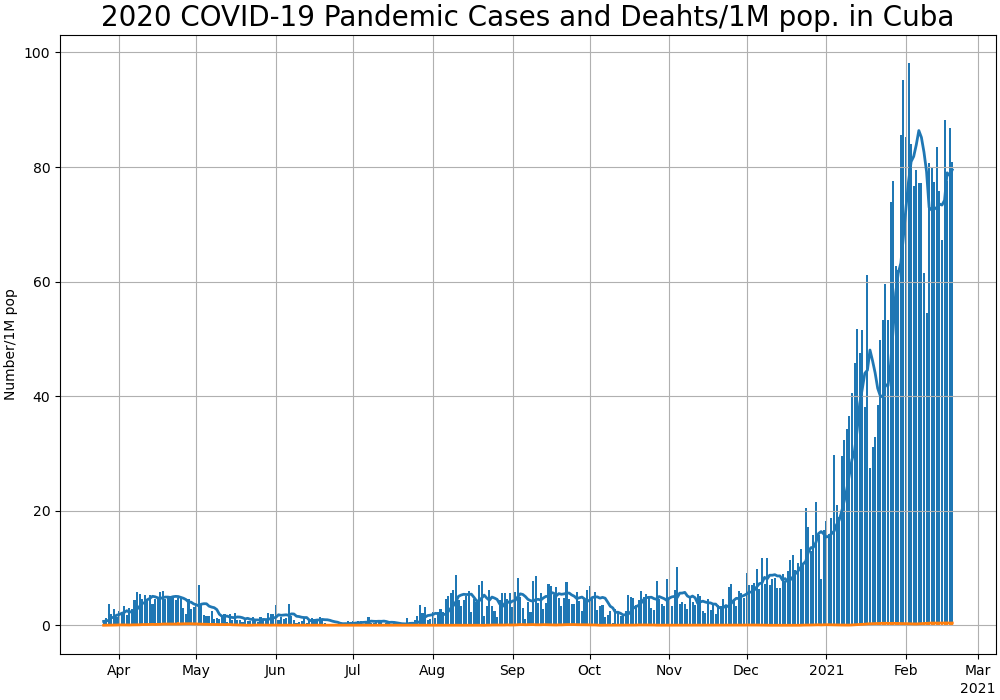 2020 COVID-19 Pandemic Cases and Deahts/1M pop. in Cuba
100
80
60
40
20
0
Number/1M pop
Apr May Jun Jul Aug Sep Oct Nov Dec 2021 Feb Mar
2021